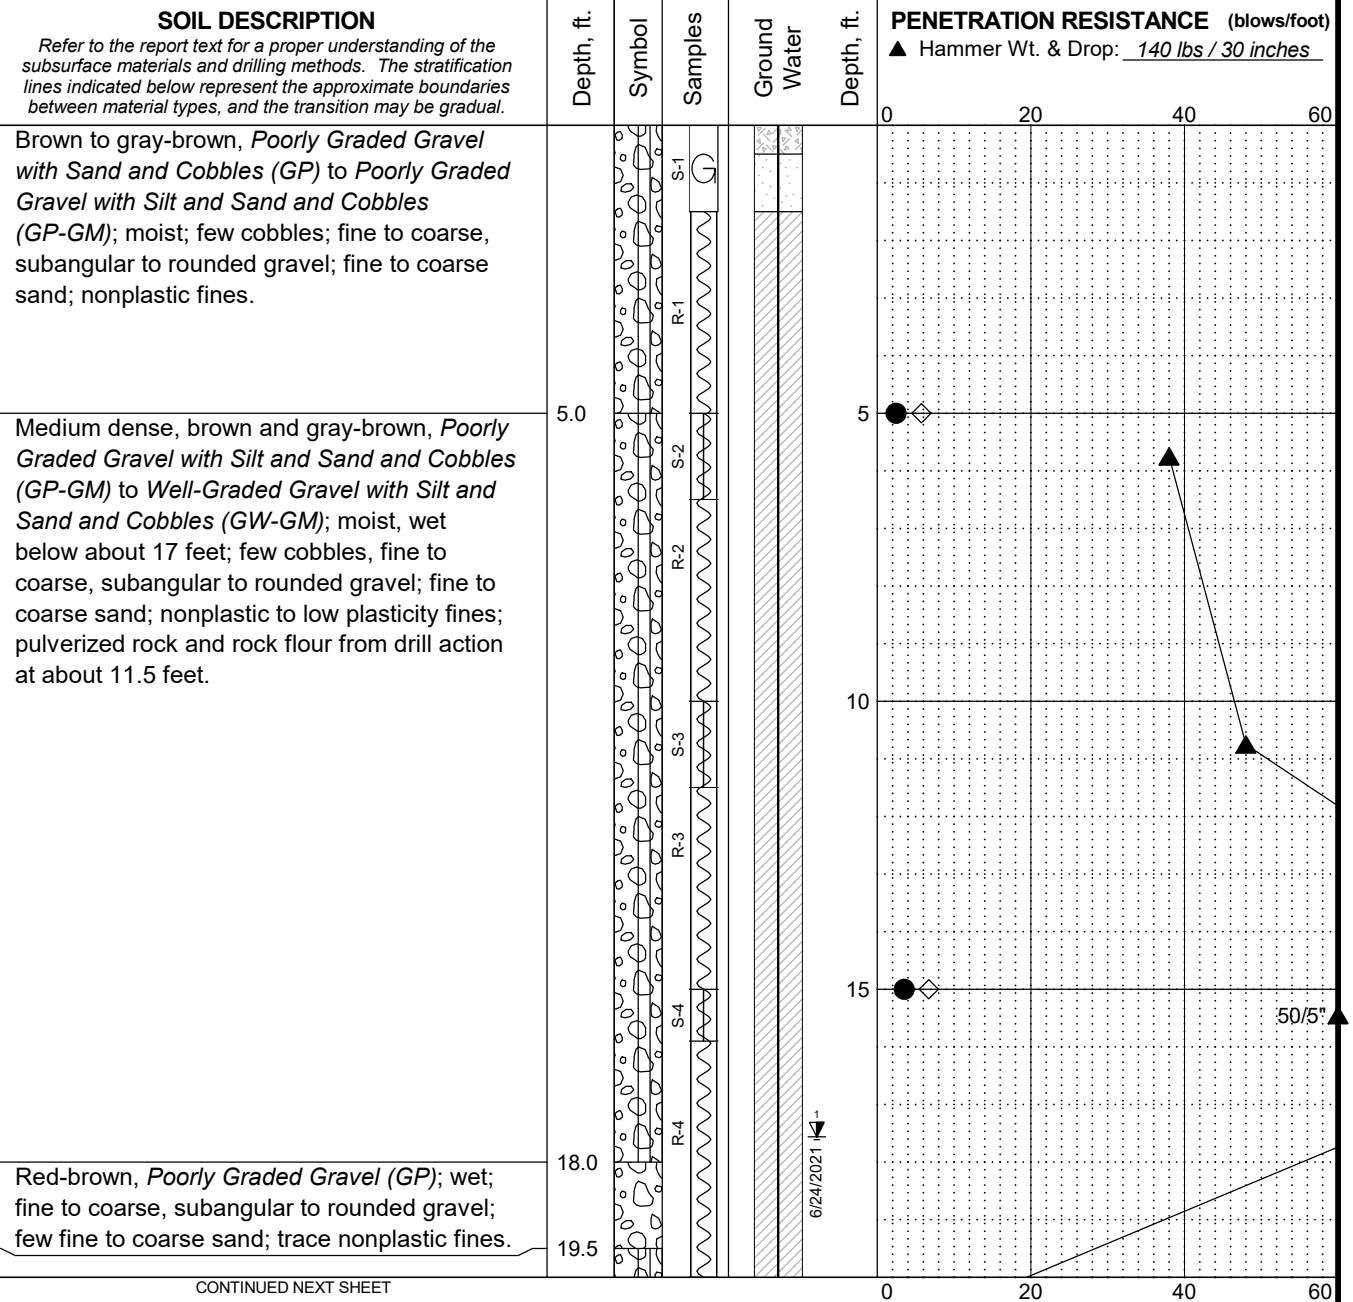 SOIL DESCRIPTION
Refer to the report text for a proper understanding of the
subsurface materials and drilling methods. The stratification
lines indicated below represent the approximate boundaries
between material types, and the transition may be gradual.
Depth, ft.
Symbol
Samples
Ground
Water
Depth, ft.
PENETRATION RESISTANCE (blows/foot)
▲ Hammer Wt. & Drop: 140 lbs / 30 inches
0 20 40 60
Brown to gray-brown, Poorly Graded Gravel
with Sand and Cobbles (GP) to Poorly Graded
Gravel with Silt and Sand and Cobbles
(GP-GM); moist; few cobbles; fine to coarse,
subangular to rounded gravel; fine to coarse
sand; nonplastic fines.
S-1
G
R-1
5.0
5
Medium dense, brown and gray-brown, Poorly
Graded Gravel with Silt and Sand and Cobbles
(GP-GM) to Well-Graded Gravel with Silt and
Sand and Cobbles (GW-GM); moist, wet
below about 17 feet; few cobbles, fine to
coarse, subangular to rounded gravel; fine to
coarse sand; nonplastic to low plasticity fines;
pulverized rock and rock flour from drill action
at about 11.5 feet.
S-2
R-2
10
S-3
R-3
15
S-4
50/5"
R-4
1
6/24/2021
18.0
Red-brown, Poorly Graded Gravel (GP); wet;
fine to coarse, subangular to rounded gravel;
few fine to coarse sand; trace nonplastic fines.
19.5
CONTINUED NEXT SHEET
0 20 40 60